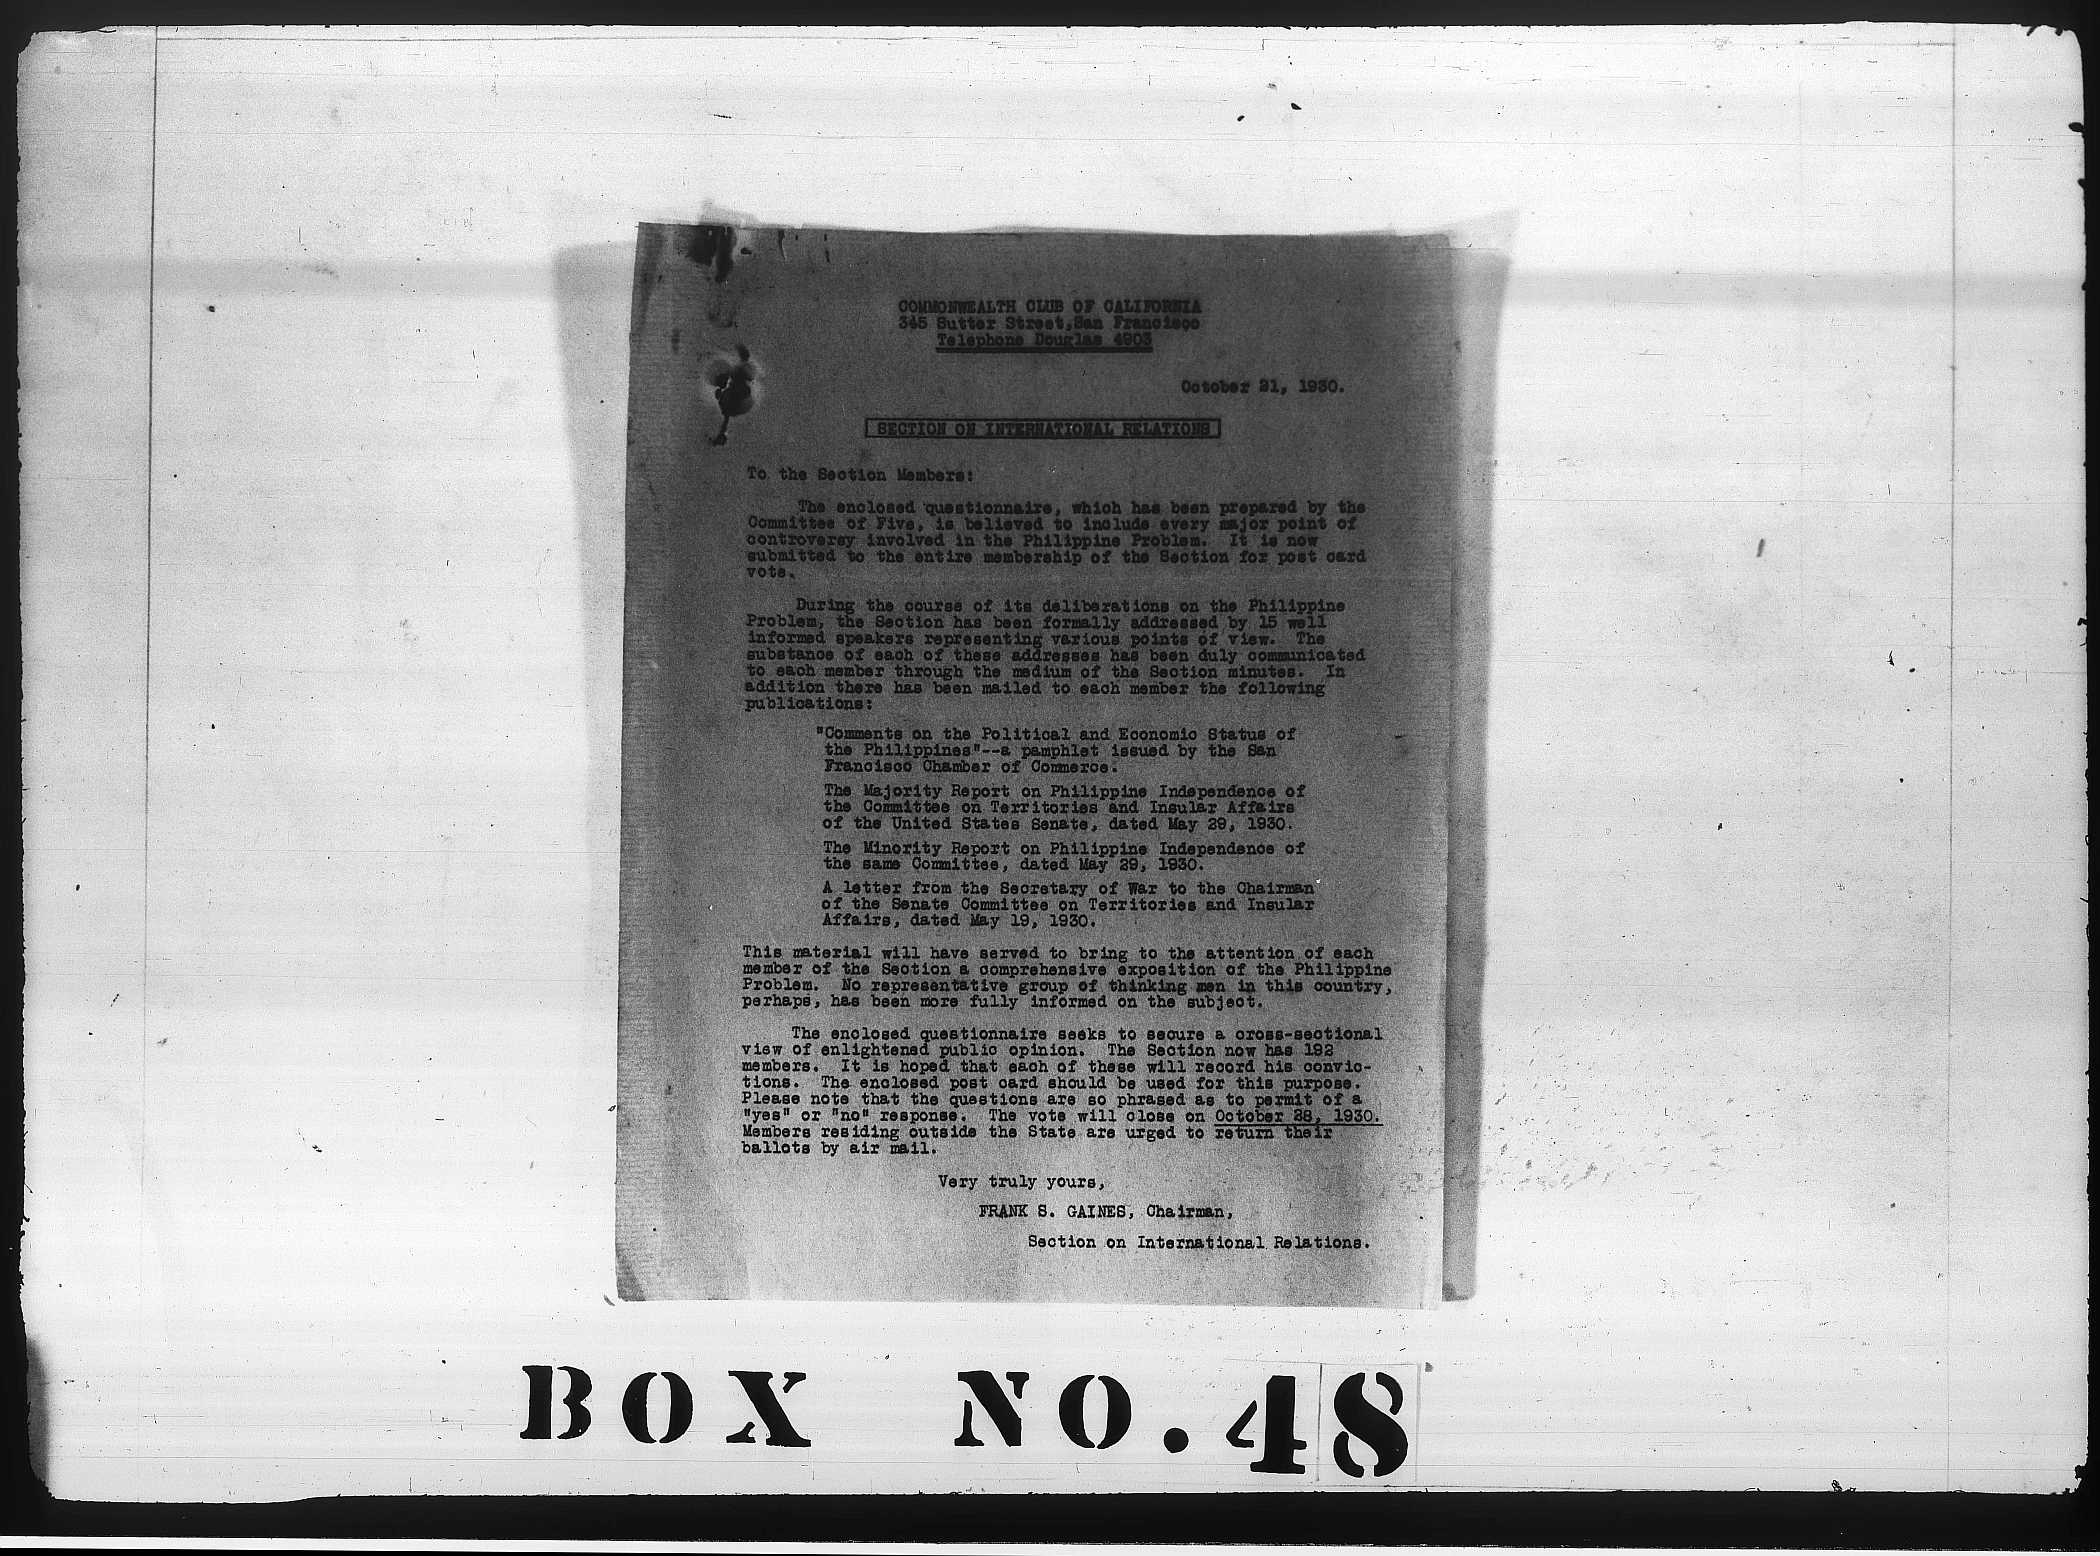 COMMONWEALTH CLUB OF CALIFORNIA
345 Sutter Street, San Francisco
Telephone Douglas 4903
October 21, 1930.
SECTION ON INTERNATIONAL RELATIONS
To the Section Members:
The enclosed questionnaire, which has been prepared by the
Committee of Five, is believed to include every major point of
controversy involved in the Philippine Problem. It is now
submitted to the entire membership of the Section for post card
vote.
During the course of its deliberations on the Philippine
Problem, the Section has been formally addressed by 15 well
informed speakers representing various points of view. The
substance of each of these addresses has been duly communicated
to each member through the medium of the Section minutes. In
addition there has been mailed to each member the following
publications:
"Comments on the Political and Economic Status of
the Philippines"--a pamphlet issued by the San
Francisco Chamber of Commerce.
The Majority Report on Philippine Independence of
the Committee on Territories and Insular Affairs
of the United States Senate, dated May 29, 1930.
The Minority Report on Philippine Independence of
the same Committee, dated May 29, 1930.
A letter from the Secretary of War to the Chairman
of the Senate Committee on Territories and Insular
Affairs, dated May 19, 1930.
This material will have served to bring to the attention of each
member of the Section a comprehensive exposition of the Philippine
Problem. No representative group of thinking men in this country,
perhaps, has been more fully informed on the subject.
The enclosed questionnaire seeks to secure a cross-sectional
view of enlightened public opinion. The Section now has 192
members. It is hoped that each of these will record his convic-
tions. The enclosed post card should be used for this purpose.
Please note that the questions are so phrased as to permit of a
"yes" or "no" response. The vote will close on October 28, 1930.
Members residing outside the State are urged to return their
ballots by air mail.
Very truly yours,
FRANK S. GAINES, Chairman,
Section on International Relations.
BOX NO. 48